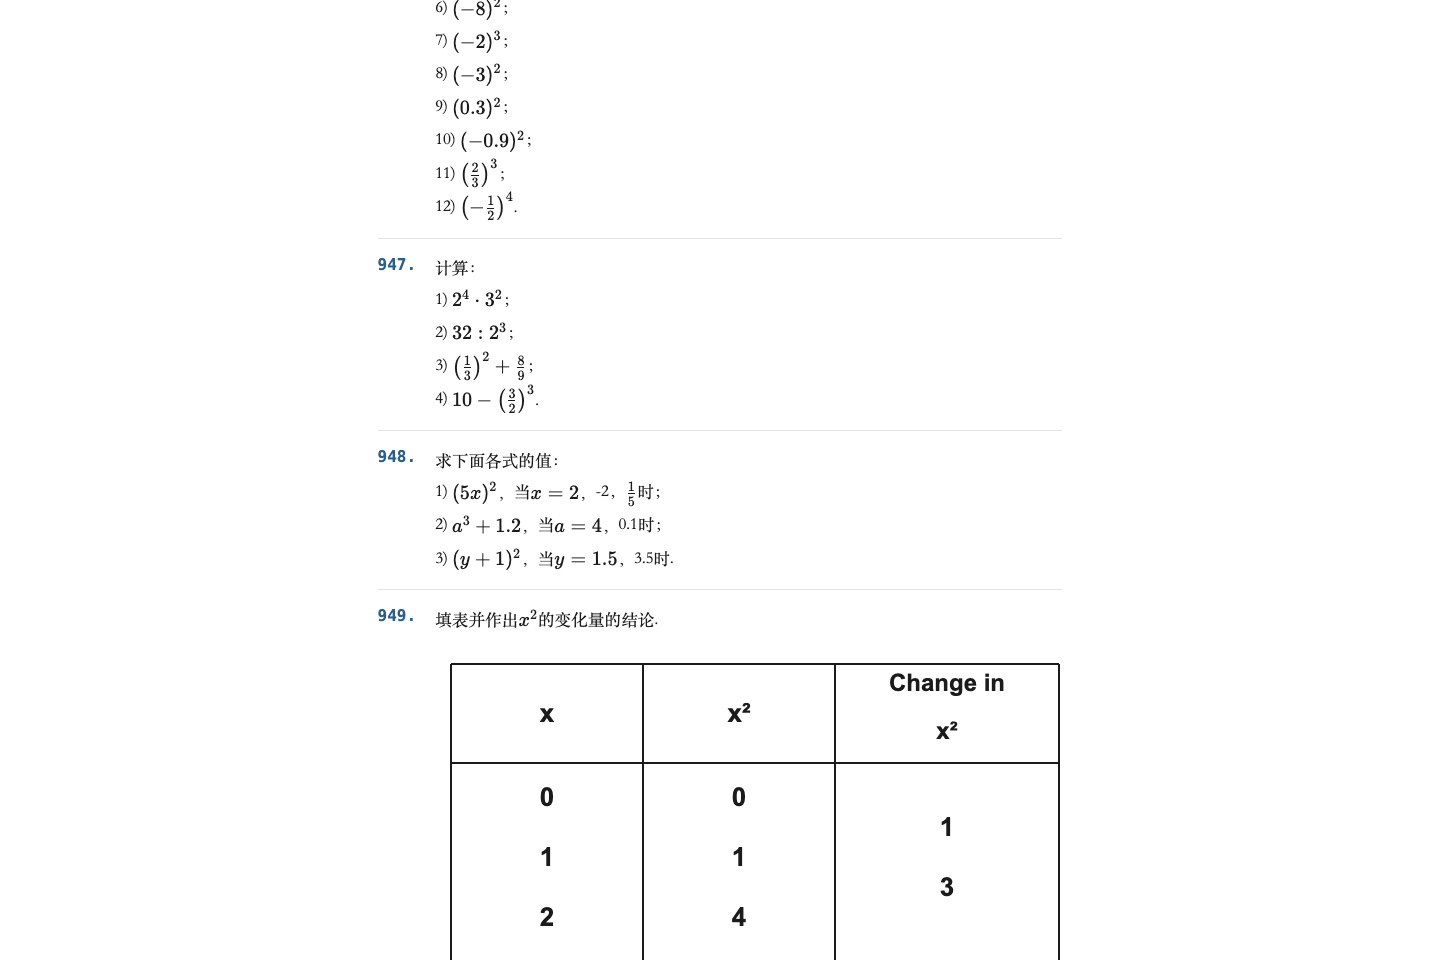 6) (−8)²;
7) (−2)³;
8) (−3)²;
9) (0.3)²;
10) (−0.9)²;
11) (2/3)³;
12) (−1/2)⁴.
947. 计算:
1) 2⁴ · 3²;
2) 32 : 2³;
3) (1/3)² + 8/9;
4) 10 − (3/2)³.
948. 求下面各式的值:
1) (5x)², 当x = 2, -2, 1/5时;
2) a³ + 1.2, 当a = 4, 0.1时;
3) (y + 1)², 当y = 1.5, 3.5时.
949. 填表并作出x²的变化量的结论.
x x² Change in
x²
0 0
1
1 1
3
2 4